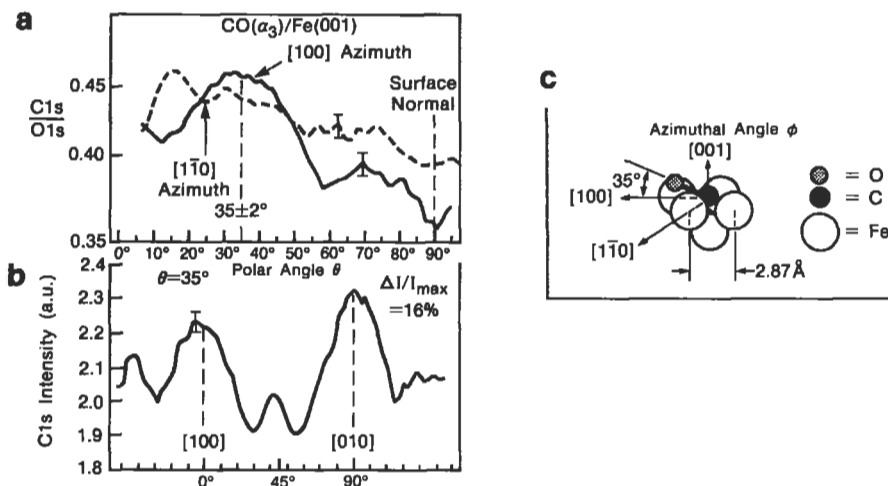 a
CO(α₃)/Fe(001)
[100] Azimuth
Surface
Normal
C1s
O1s
0.45
0.40
0.35
[11̄0]
Azimuth
35±2°
0° 10° 20° 30° 40° 50° 60° 70° 80° 90°
Polar Angle θ
b
θ=35°
ΔI/Imax
=16%
C1s Intensity (a.u.)
2.4
2.3
2.2
2.1
2.0
1.9
1.8
[100]
[010]
0° 45° 90°
c
Azimuthal Angle ϕ
[001]
35°
[100]
[11̄0]
2.87Å
= O
= C
= Fe